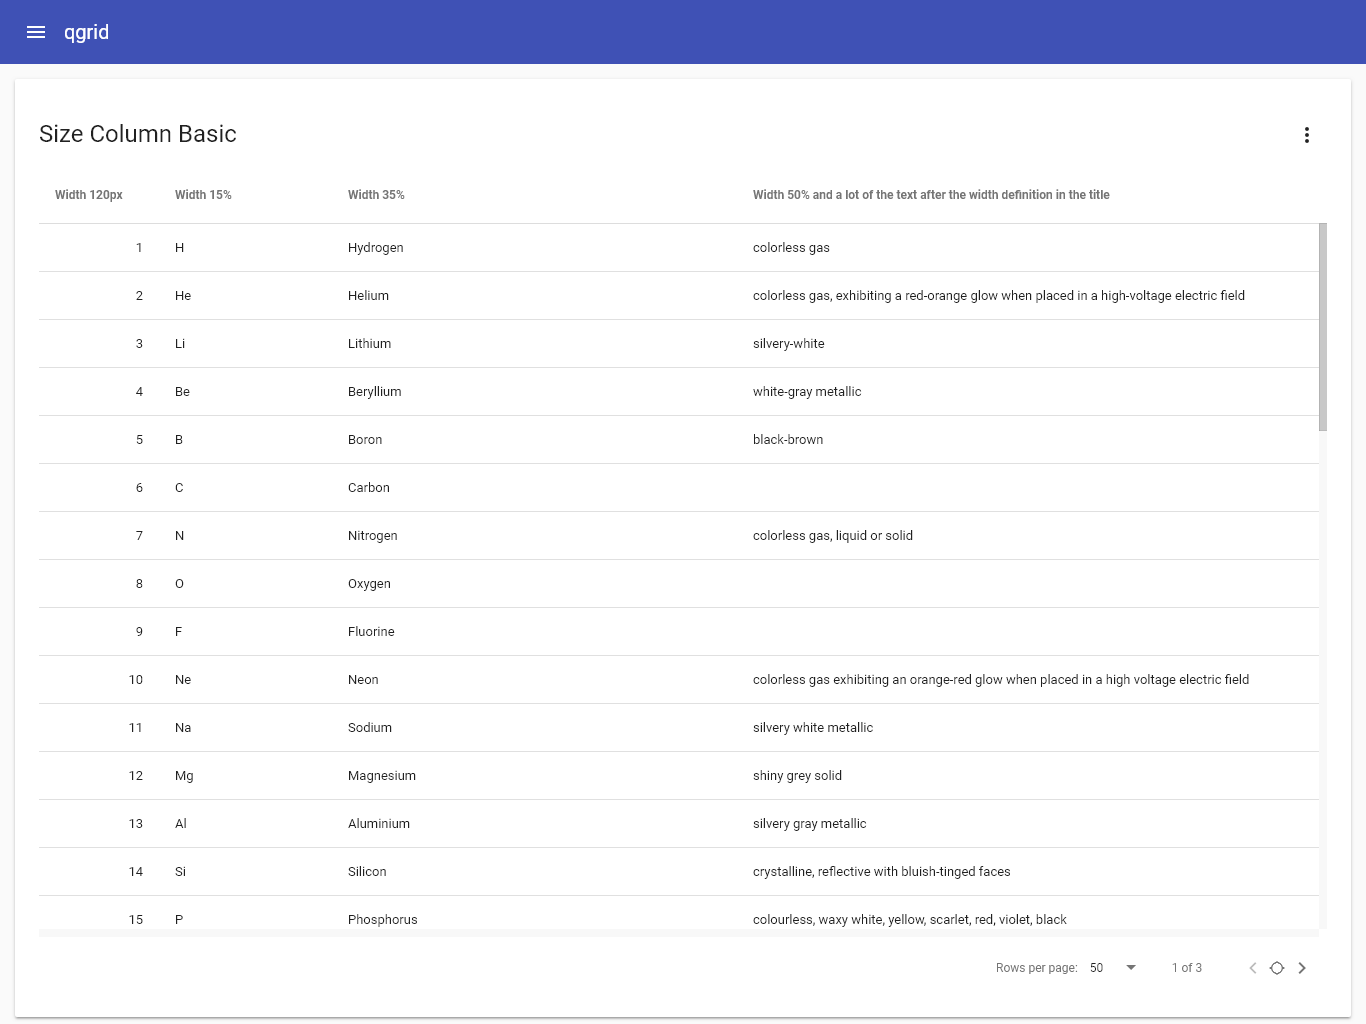 qgrid
Size Column Basic
Width 120px Width 15% Width 35% Width 50% and a lot of the text after the width definition in the title
1 H Hydrogen colorless gas
2 He Helium colorless gas, exhibiting a red-orange glow when placed in a high-voltage electric field
3 Li Lithium silvery-white
4 Be Beryllium white-gray metallic
5 B Boron black-brown
6 C Carbon
7 N Nitrogen colorless gas, liquid or solid
8 O Oxygen
9 F Fluorine
10 Ne Neon colorless gas exhibiting an orange-red glow when placed in a high voltage electric field
11 Na Sodium silvery white metallic
12 Mg Magnesium shiny grey solid
13 Al Aluminium silvery gray metallic
14 Si Silicon crystalline, reflective with bluish-tinged faces
15 P Phosphorus colourless, waxy white, yellow, scarlet, red, violet, black
Rows per page: 50 1 of 3